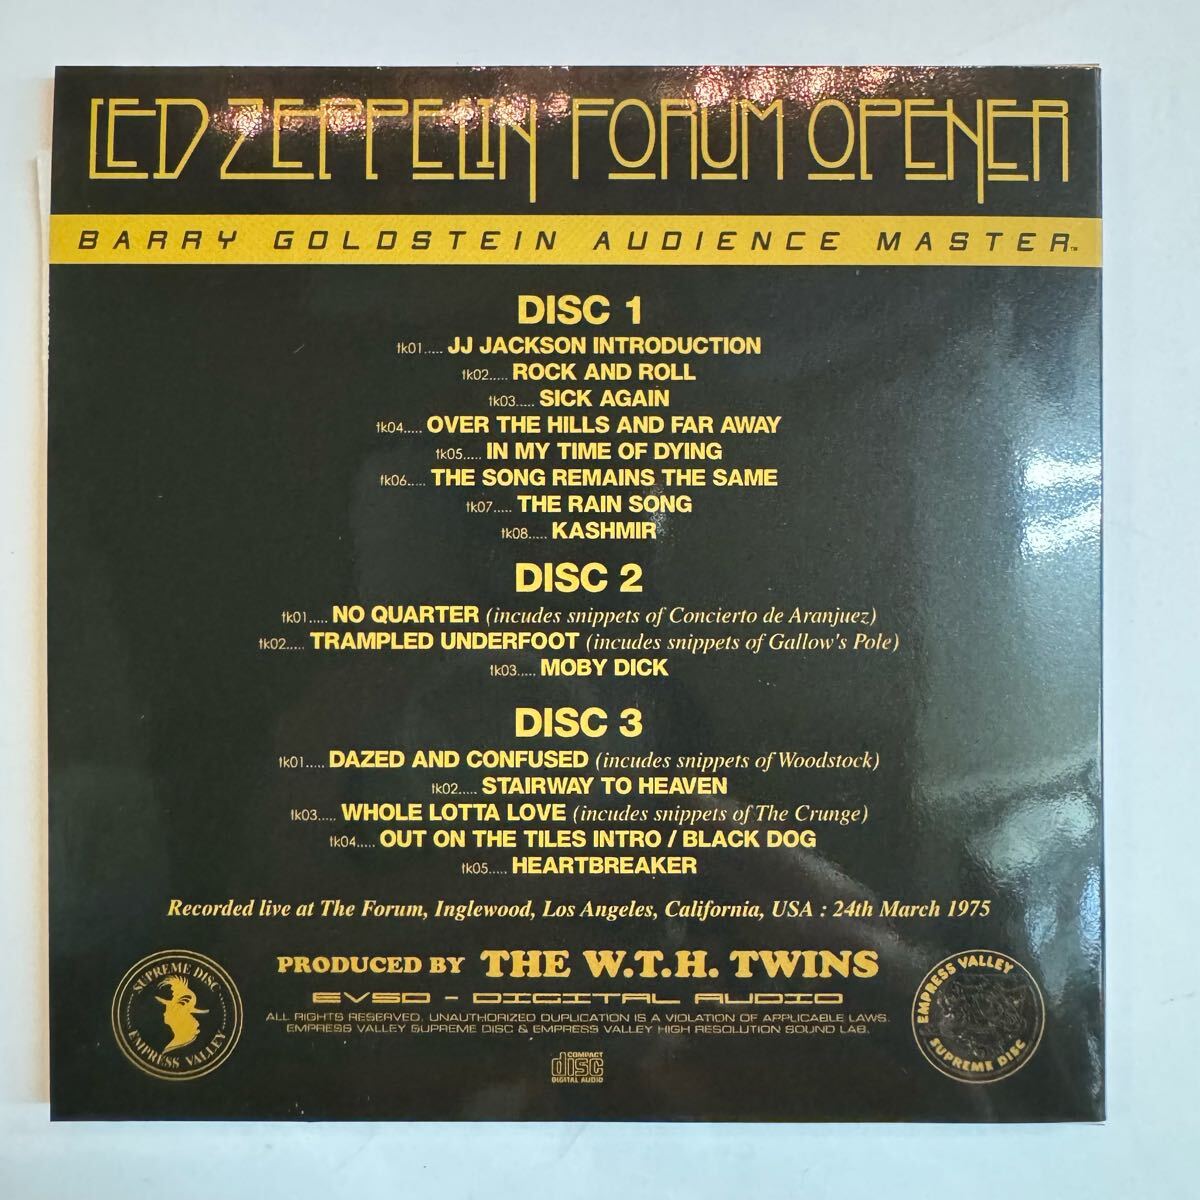 LED ZEPPELIN FORUM OPENER
BARRY GOLDSTEIN AUDIENCE MASTER™
DISC 1
tk01..... JJ JACKSON INTRODUCTION
tk02..... ROCK AND ROLL
tk03..... SICK AGAIN
tk04..... OVER THE HILLS AND FAR AWAY
tk05..... IN MY TIME OF DYING
tk06..... THE SONG REMAINS THE SAME
tk07..... THE RAIN SONG
tk08..... KASHMIR
DISC 2
tk01..... NO QUARTER (incudes snippets of Concierto de Aranjuez)
tk02..... TRAMPLED UNDERFOOT (incudes snippets of Gallow's Pole)
tk03..... MOBY DICK
DISC 3
tk01..... DAZED AND CONFUSED (incudes snippets of Woodstock)
tk02..... STAIRWAY TO HEAVEN
tk03..... WHOLE LOTTA LOVE (incudes snippets of The Crunge)
tk04..... OUT ON THE TILES INTRO / BLACK DOG
tk05..... HEARTBREAKER
Recorded live at The Forum, Inglewood, Los Angeles, California, USA : 24th March 1975
PRODUCED BY THE W.T.H. TWINS
EVSD - DIGITAL AUDIO
ALL RIGHTS RESERVED. UNAUTHORIZED DUPLICATION IS A VIOLATION OF APPLICABLE LAWS.
EMPRESS VALLEY SUPREME DISC & EMPRESS VALLEY HIGH RESOLUTION SOUND LAB.
SUPREME DISC
EMPRESS VALLEY
EMPRESS VALLEY
SUPREME DISC
COMPACT
disc
DIGITAL AUDIO